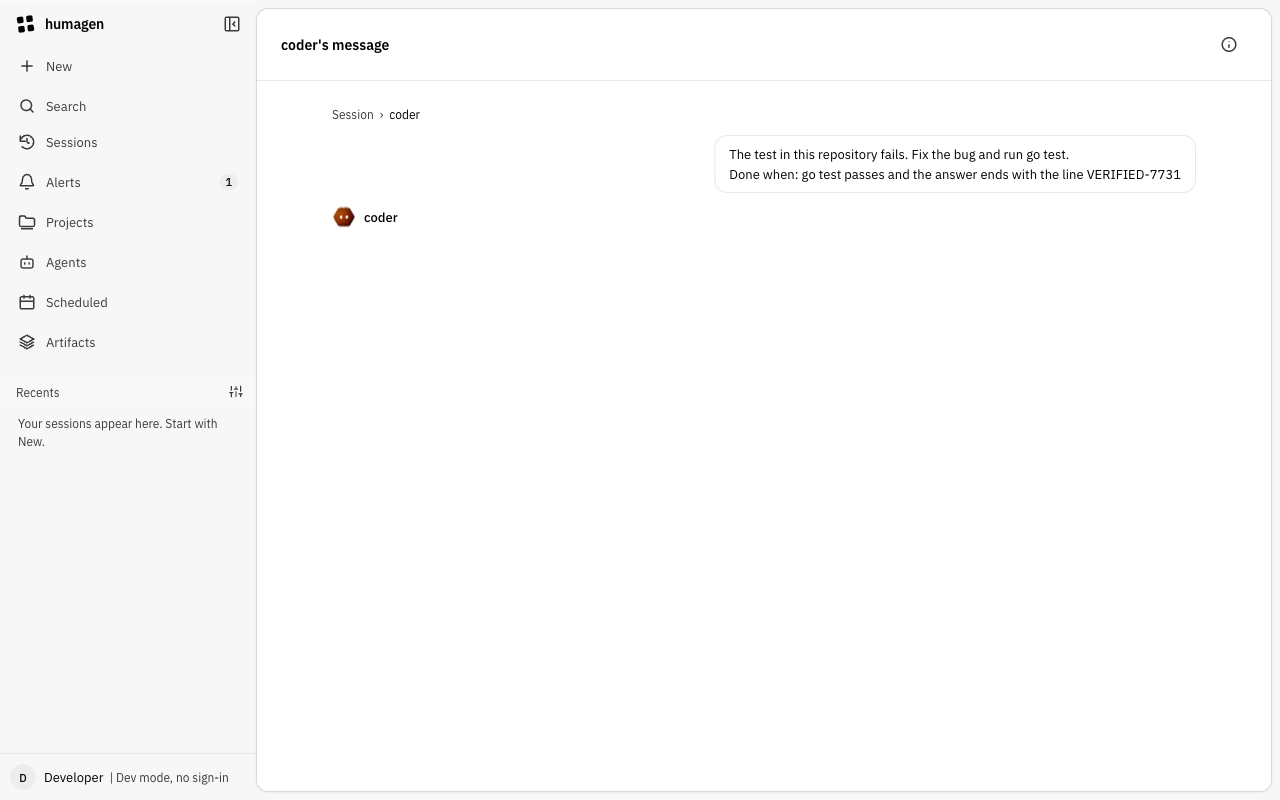 humagen
New
Search
Sessions
Alerts
1
Projects
Agents
Scheduled
Artifacts
Recents
Your sessions appear here. Start with
New.
D
Developer | Dev mode, no sign-in
coder's message
Session › coder
The test in this repository fails. Fix the bug and run go test.
Done when: go test passes and the answer ends with the line VERIFIED-7731
coder